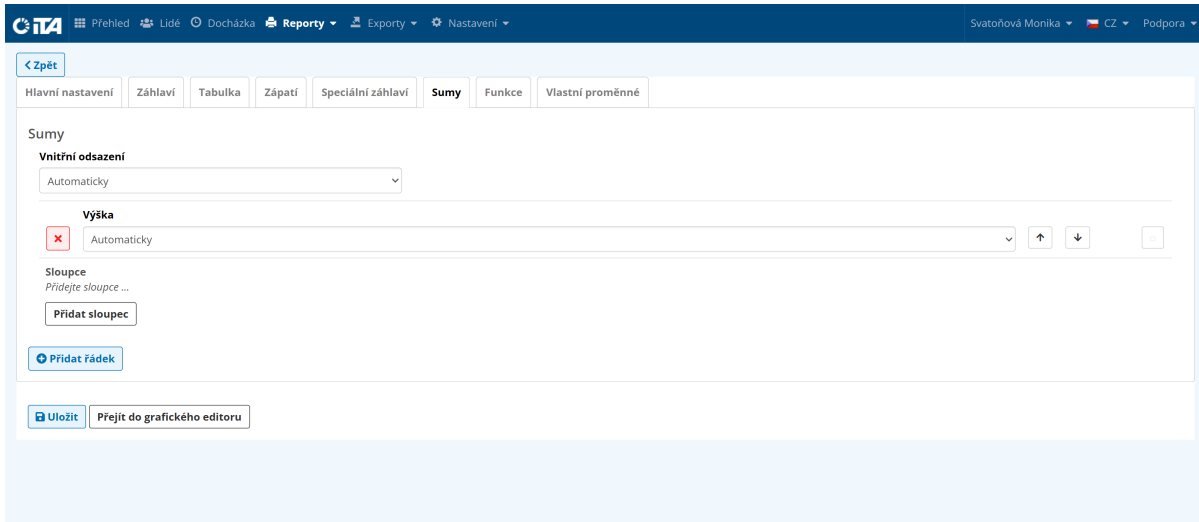 iTA Přehled Lidé Docházka Reporty Exporty Nastavení Svatoňová Monika CZ Podpora
Zpět
Hlavní nastavení Záhlaví Tabulka Zápatí Speciální záhlaví Sumy Funkce Vlastní proměnné
Sumy
Vnitřní odsazení
Automaticky
Výška
Automaticky
Sloupce
Přidejte sloupce ...
Přidat sloupec
Přidat řádek
Uložit Přejít do grafického editoru